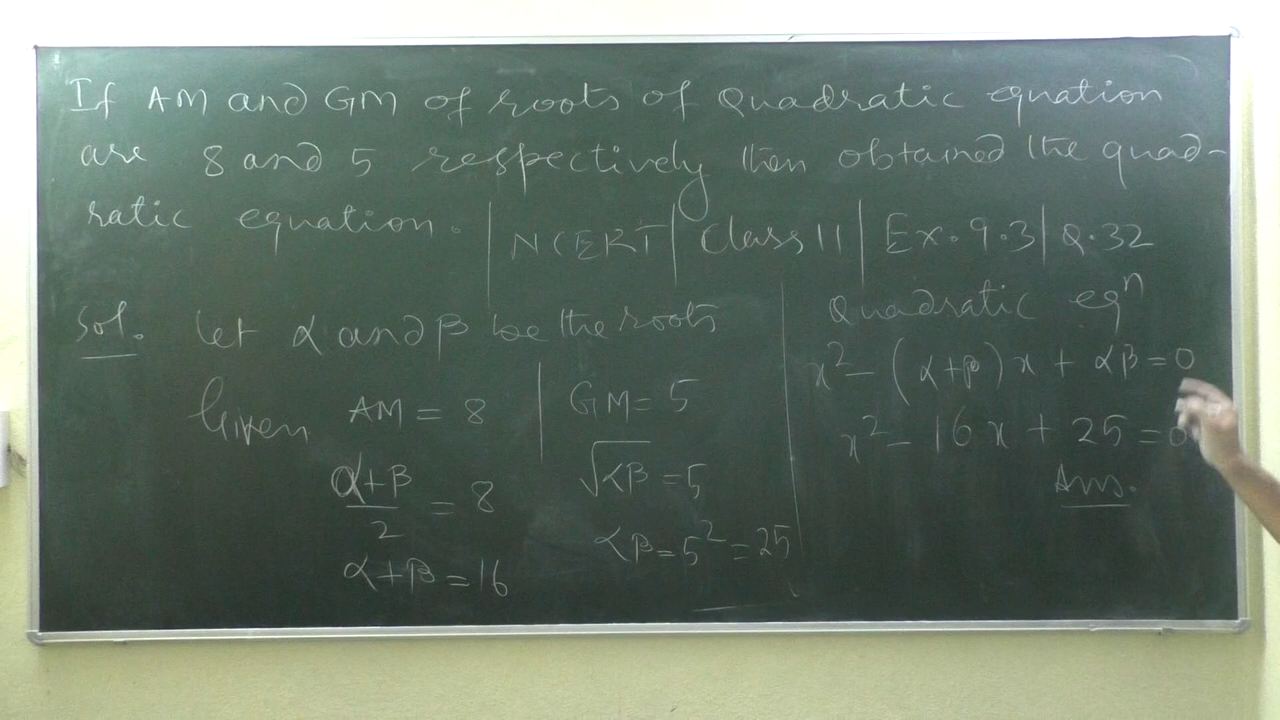 If AM and GM of roots of Quadratic equation
are 8 and 5 respectively then obtained the quad-
ratic equation. | NCERT | Class 11 | Ex. 9.3 | Q.32
Sol. Let α and β be the roots
Given AM = 8
α+β/2 = 8
α+β = 16
GM = 5
√αβ = 5
αβ = 5² = 25
Quadratic eqⁿ
x² - (α+β)x + αβ = 0
x² - 16x + 25 = 0
Ans.